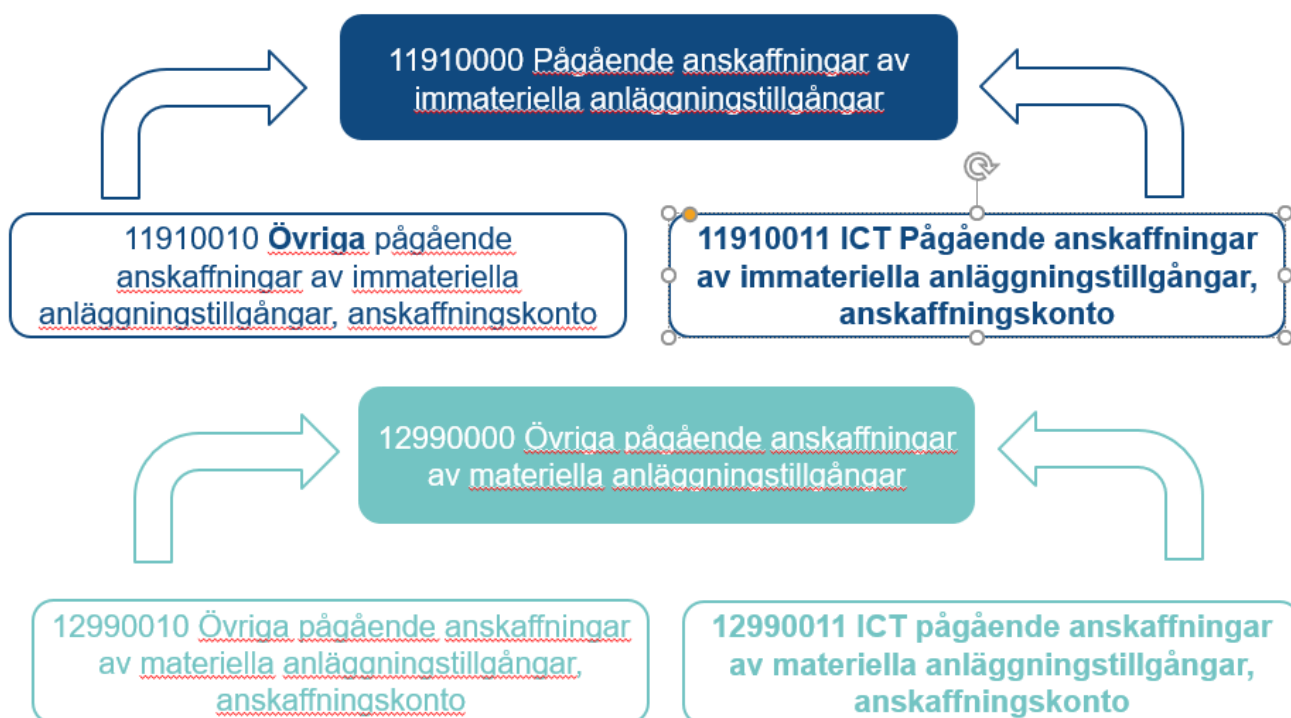 11910000 Pågående anskaffningar av
immateriella anläggningstillgångar
11910010 Övriga pågående
anskaffningar av immateriella
anläggningstillgångar, anskaffningskonto
11910011 ICT Pågående anskaffningar
av immateriella anläggningstillgångar,
anskaffningskonto
12990000 Övriga pågående anskaffningar
av materiella anläggningstillgångar
12990010 Övriga pågående anskaffningar
av materiella anläggningstillgångar,
anskaffningskonto
12990011 ICT pågående anskaffningar
av materiella anläggningstillgångar,
anskaffningskonto